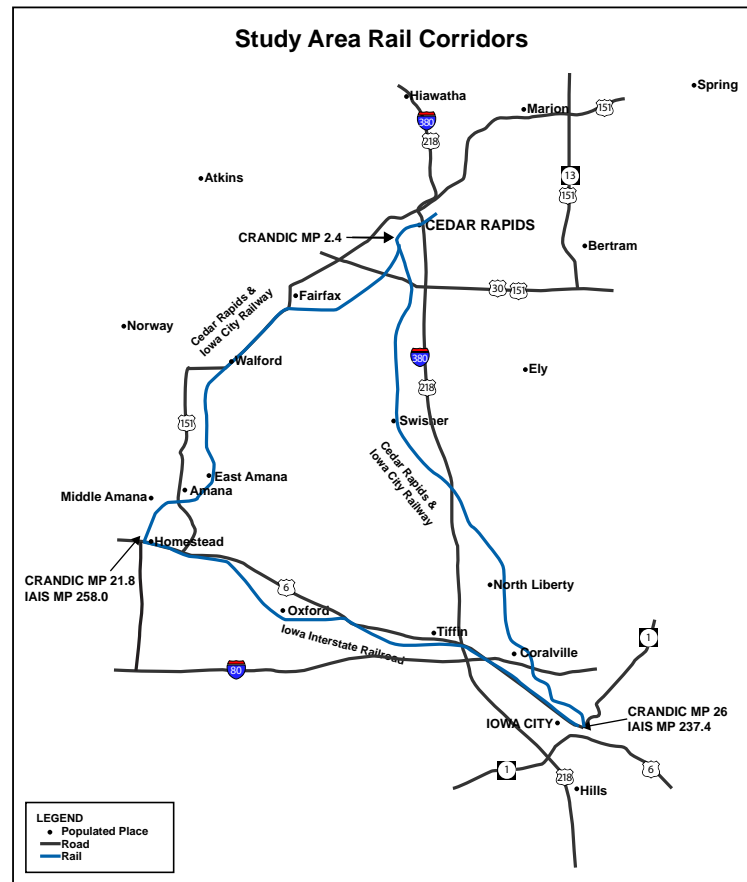 Study Area Rail Corridors
Spring
Hiawatha
Marion
151
380
218
Atkins
13
151
CRANDIC MP 2.4
CEDAR RAPIDS
Bertram
30
151
Cedar Rapids &
Iowa City Railway
Fairfax
Norway
Walford
380
218
Ely
151
Swisher
Cedar Rapids &
Iowa City Railway
East Amana
Middle Amana
Amana
Homestead
CRANDIC MP 21.8
IAIS MP 258.0
6
North Liberty
Oxford
Iowa Interstate Railroad
Tiffin
1
Coralville
80
CRANDIC MP 26
IAIS MP 237.4
IOWA CITY
1
218
6
Hills
LEGEND
Populated Place
Road
Rail